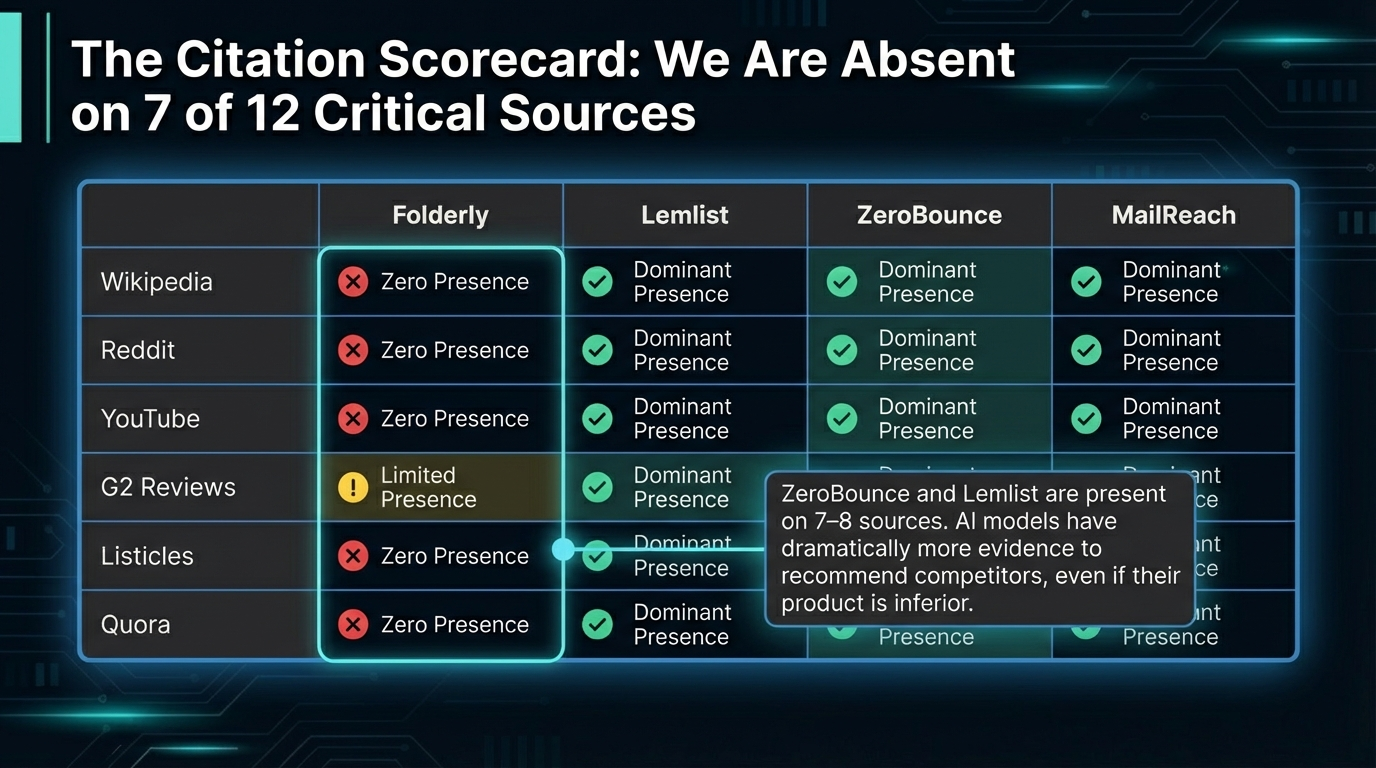 The Citation Scorecard: We Are Absent
on 7 of 12 Critical Sources
Folderly
Lemlist
ZeroBounce
MailReach
Wikipedia
Zero Presence
Dominant
Presence
Dominant
Presence
Dominant
Presence
Reddit
Zero Presence
Dominant
Presence
Dominant
Presence
Dominant
Presence
YouTube
Zero Presence
Dominant
Presence
Dominant
Presence
Dominant
Presence
G2 Reviews
Limited
Presence
Dominant
Presence
Listicles
Zero Presence
Dominant
Presence
ZeroBounce and Lemlist are present
on 7–8 sources. AI models have
dramatically more evidence to
recommend competitors, even if their
product is inferior.
Quora
Zero Presence
Dominant
Presence
Presence
Presence